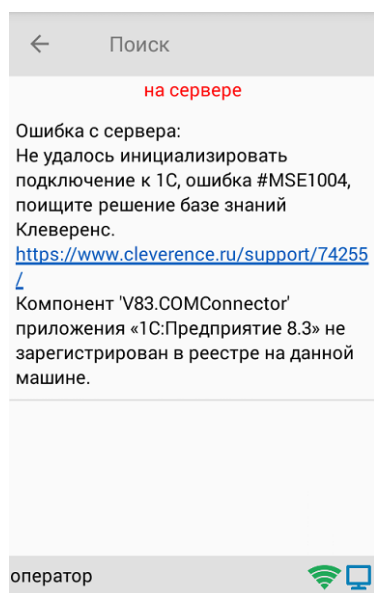 Поиск
на сервере
Ошибка с сервера:
Не удалось инициализировать
подключение к 1С, ошибка #MSE1004,
поищите решение базе знаний
Клеверенс.
https://www.cleverence.ru/support/74255
/
Компонент 'V83.COMConnector'
приложения «1С:Предприятие 8.3» не
зарегистрирован в реестре на данной
машине.
оператор